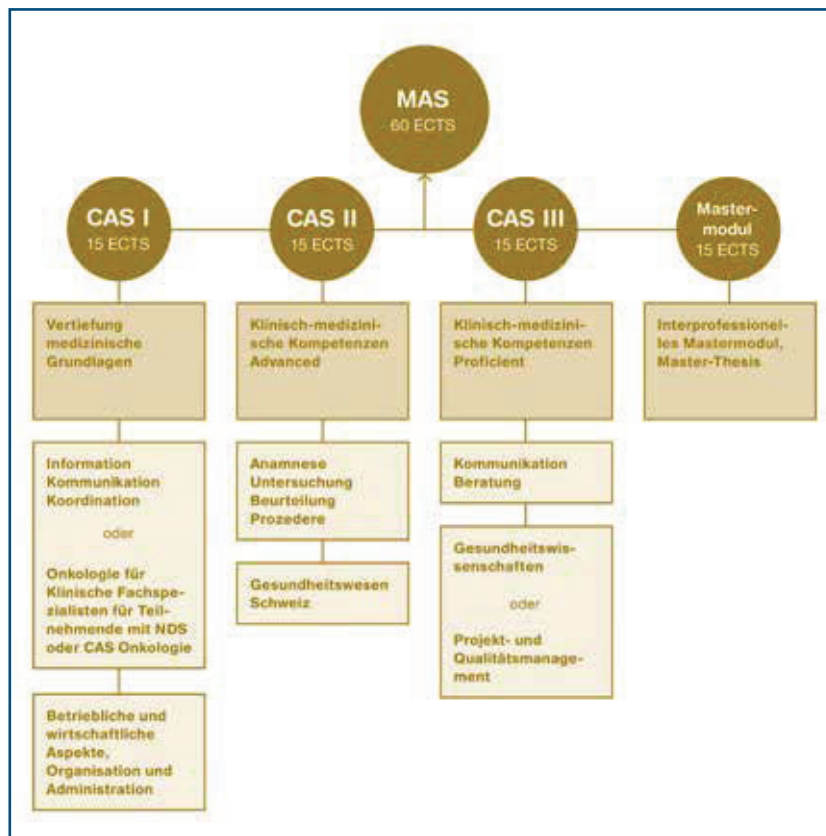 MAS
60 ECTS
CAS I
15 ECTS
CAS II
15 ECTS
CAS III
15 ECTS
Master-
modul
15 ECTS
Vertiefung
medizinische
Grundlagen
Klinisch-medizini-
sche Kompetenzen
Advanced
Klinisch-medizini-
sche Kompetenzen
Proficient
Interprofessionel-
les Mastermodul,
Master-Thesis
Information
Kommunikation
Koordination
oder
Onkologie für
Klinische Fachspe-
zialisten für Teil-
nehmende mit NDS
oder CAS Onkologie
Anamnese
Untersuchung
Beurteilung
Prozedere
Kommunikation
Beratung
Gesundheitswesen
Schweiz
Gesundheitswis-
senschaften
oder
Projekt- und
Qualitätsmanage-
ment
Betriebliche und
wirtschaftliche
Aspekte,
Organisation und
Administration